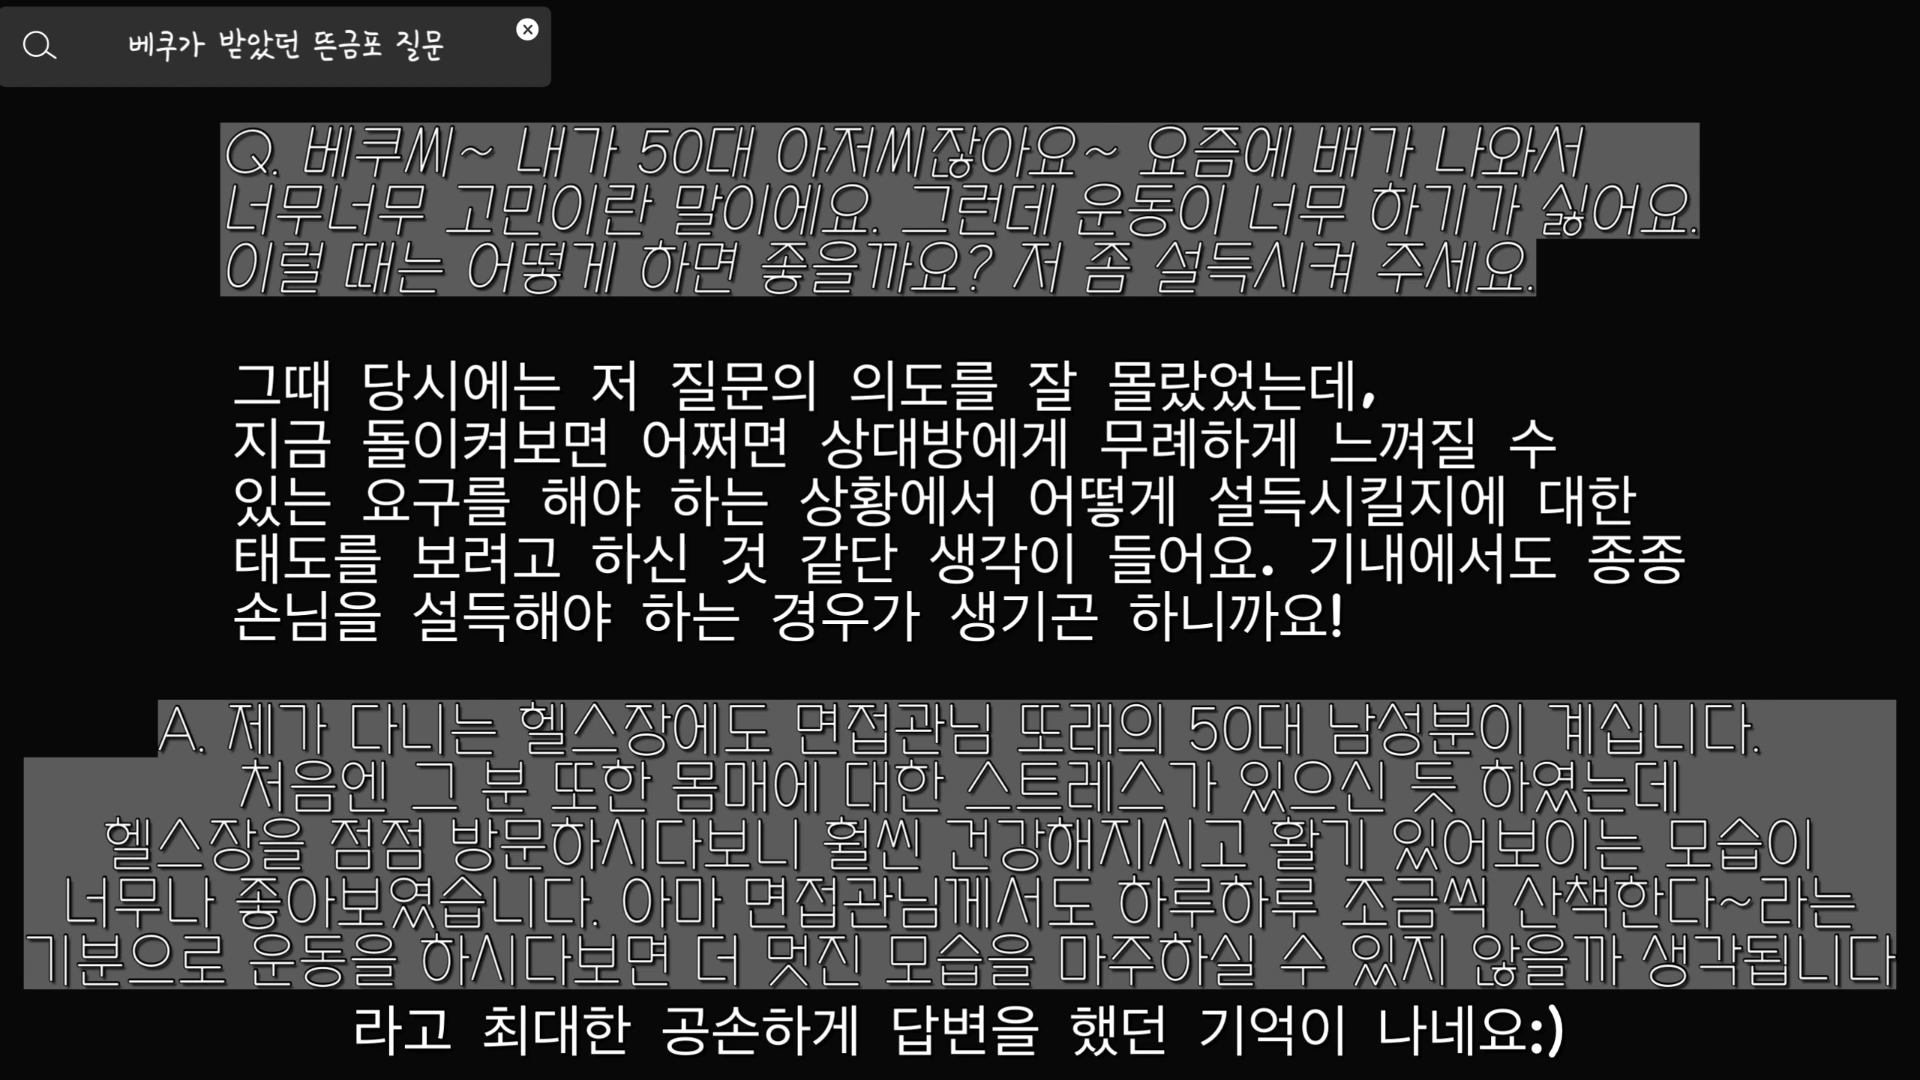 베쿠가 받았던 뜬금포 질문
Q. 베쿠씨~ 내가 50대 아저씨잖아요~ 요즘에 배가 나와서
너무너무 고민이란 말이에요. 그런데 운동이 너무 하기가 싫어요.
이럴 때는 어떻게 하면 좋을까요? 저 좀 설득시켜 주세요.
그때 당시에는 저 질문의 의도를 잘 몰랐었는데,
지금 돌이켜보면 어쩌면 상대방에게 무례하게 느껴질 수
있는 요구를 해야 하는 상황에서 어떻게 설득시킬지에 대한
태도를 보려고 하신 것 같단 생각이 들어요. 기내에서도 종종
손님을 설득해야 하는 경우가 생기곤 하니까요!
A. 제가 다니는 헬스장에도 면접관님 또래의 50대 남성분이 계십니다.
처음엔 그 분 또한 몸매에 대한 스트레스가 있으신 듯 하였는데
헬스장을 점점 방문하시다보니 훨씬 건강해지시고 활기 있어보이는 모습이
너무나 좋아보였습니다. 아마 면접관님께서도 하루하루 조금씩 산책한다~라는
기분으로 운동을 하시다보면 더 멋진 모습을 마주하실 수 있지 않을까 생각됩니다
라고 최대한 공손하게 답변을 했던 기억이 나네요:)